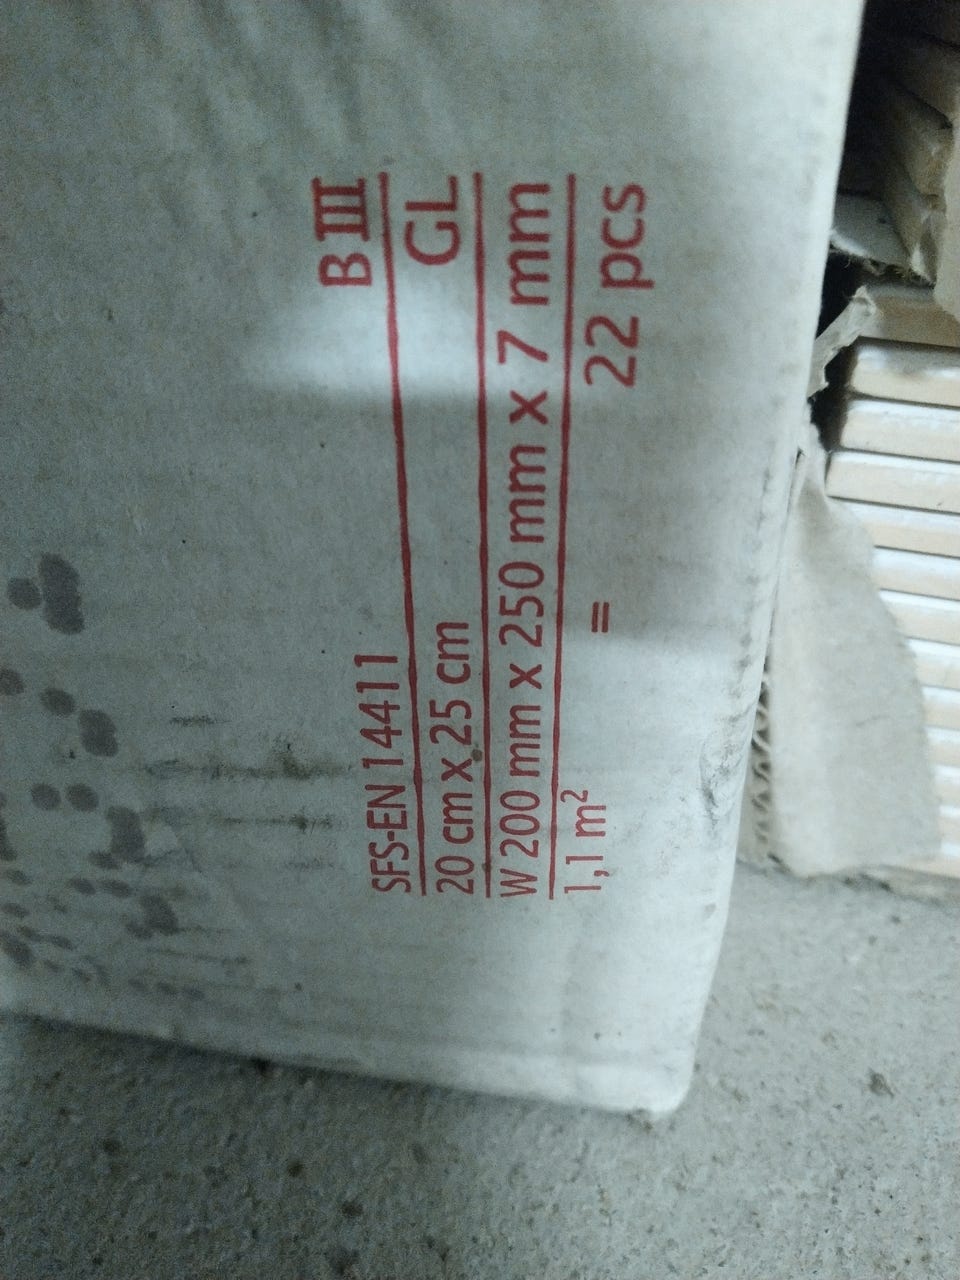 SFS-EN 14411 B III
20 cm x 25 cm GL
W 200 mm x 250 mm x 7 mm
1,1 m² = 22 pcs